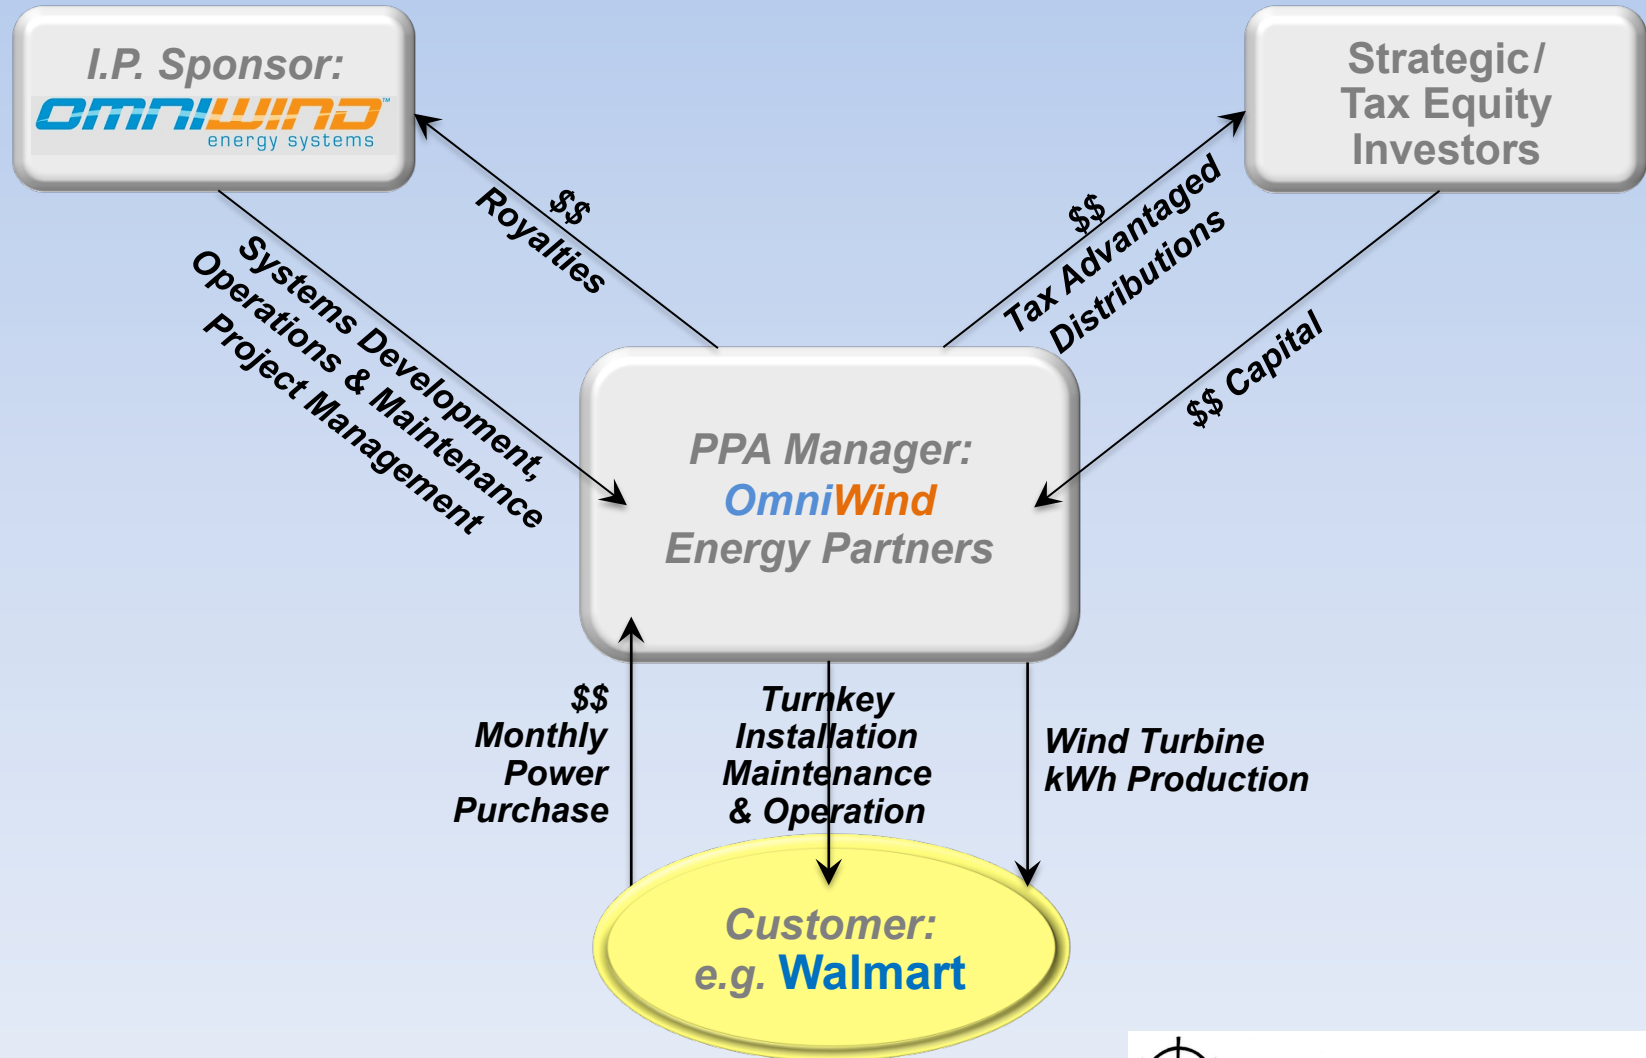 I.P. Sponsor:
OMNIWIND™
energy systems
Strategic/
Tax Equity
Investors
$$
Royalties
$$
Tax Advantaged
Distributions
Systems Development,
Operations & Maintenance
Project Management
$$ Capital
PPA Manager:
OmniWind
Energy Partners
$$
Monthly
Power
Purchase
Turnkey
Installation
Maintenance
& Operation
Wind Turbine
kWh Production
Customer:
e.g. Walmart